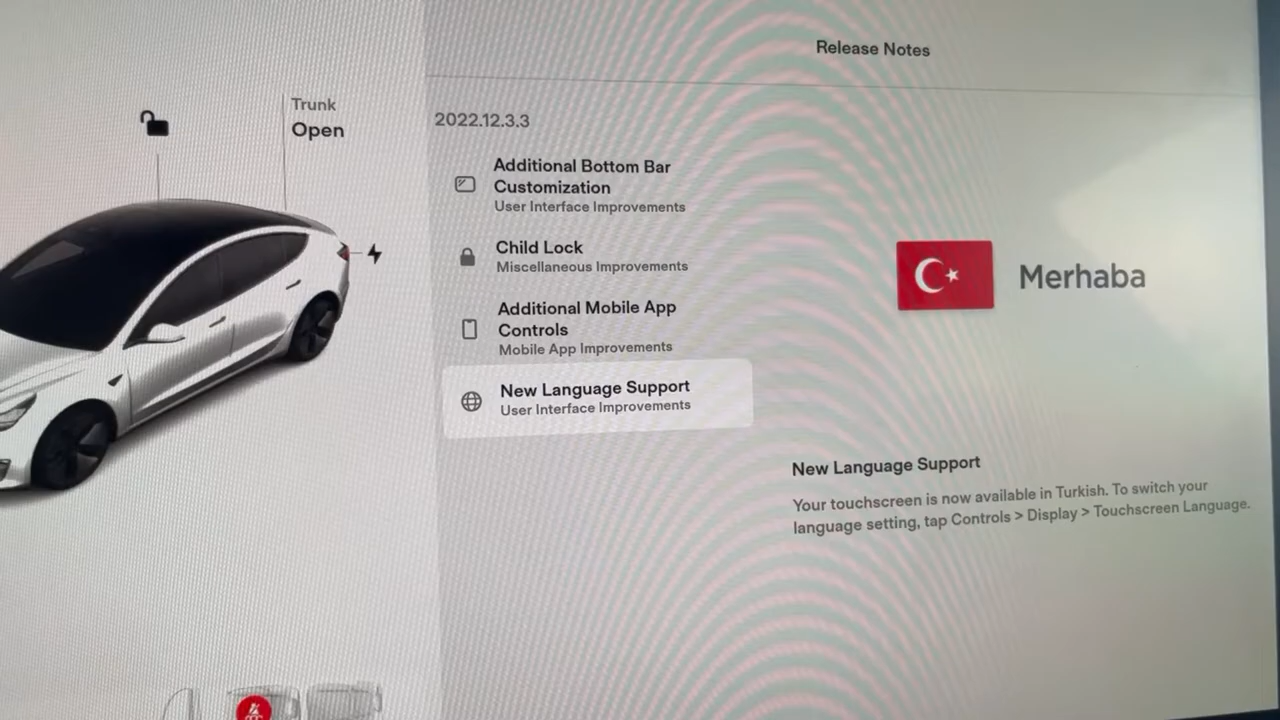 Release Notes
Trunk
Open
2022.12.3.3
Additional Bottom Bar
Customization
User Interface Improvements
Child Lock
Miscellaneous Improvements
Additional Mobile App
Controls
Mobile App Improvements
New Language Support
User Interface Improvements
Merhaba
New Language Support
Your touchscreen is now available in Turkish. To switch your
language setting, tap Controls > Display > Touchscreen Language.